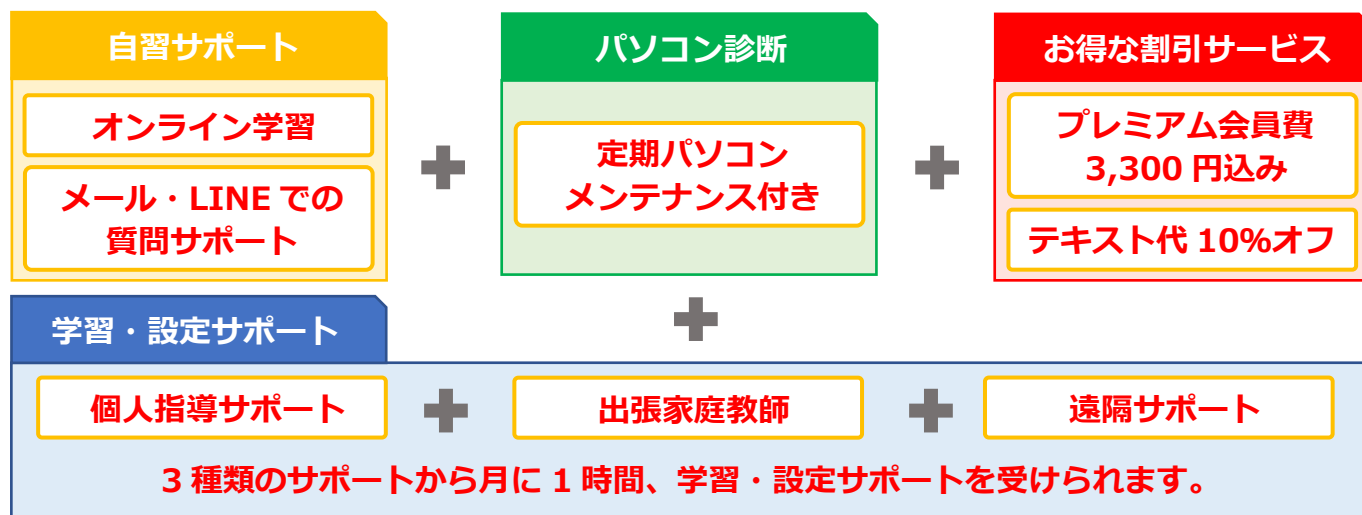 自習サポート
オンライン学習
メール・LINE での
質問サポート
パソコン診断
定期パソコン
メンテナンス付き
お得な割引サービス
プレミアム会員費
3,300 円込み
テキスト代 10%オフ
学習・設定サポート
個人指導サポート
出張家庭教師
遠隔サポート
3 種類のサポートから月に 1 時間、学習・設定サポートを受けられます。